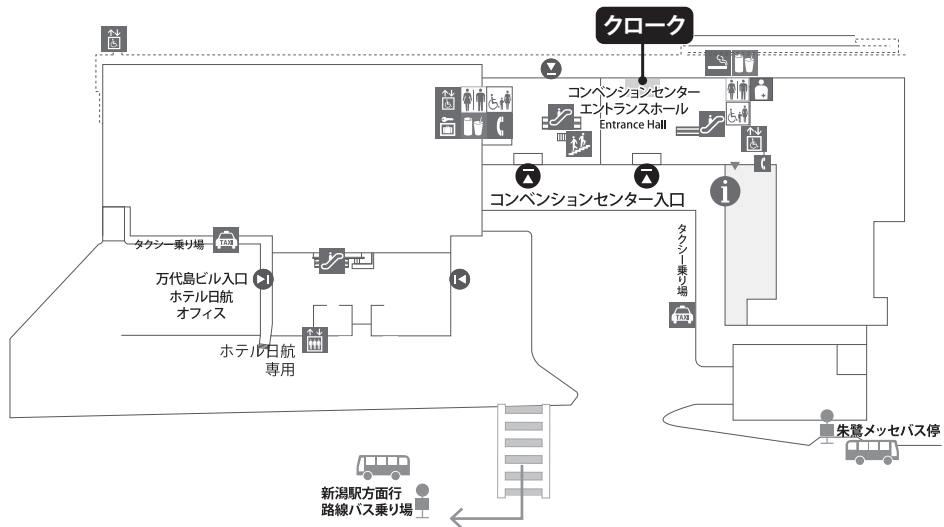 クローク
コンベンションセンター
エントランスホール
Entrance Hall
コンベンションセンター入口
i
タクシー乗り場
TAXI
万代島ビル入口
ホテル日航
オフィス
タクシー乗り場
TAXI
ホテル日航
専用
朱鷺メッセバス停
新潟駅方面行
路線バス乗り場